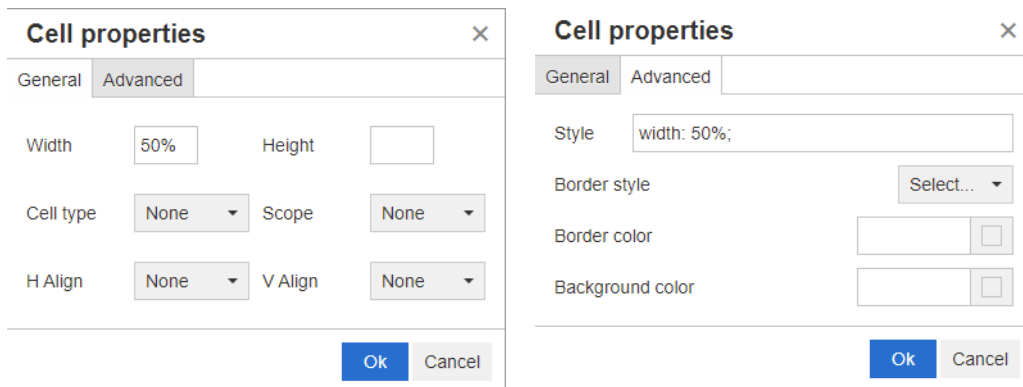 Cell properties ×
General Advanced
Width 50% Height
Cell type None Scope None
H Align None V Align None
Ok Cancel
Cell properties ×
General Advanced
Style width: 50%;
Border style Select...
Border color
Background color
Ok Cancel